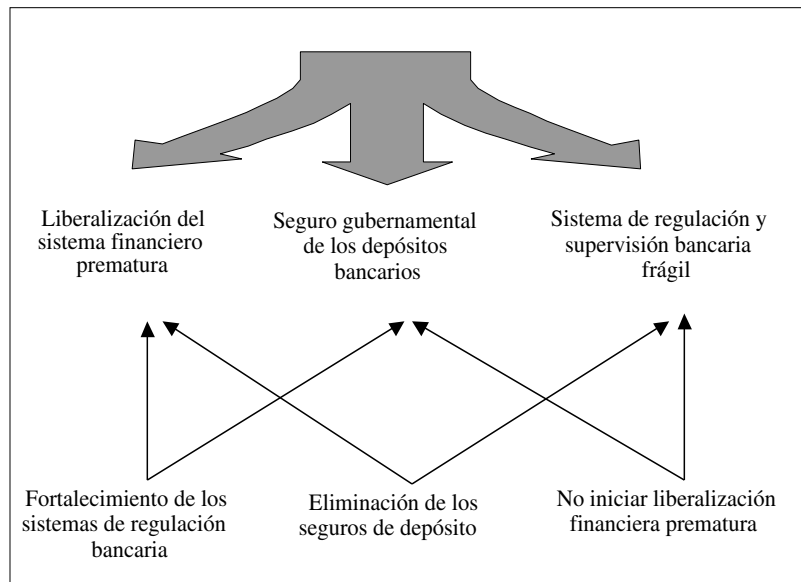 Liberalización del
sistema financiero
prematura
Seguro gubernamental
de los depósitos
bancarios
Sistema de regulación y
supervisión bancaria
frágil
Fortalecimiento de los
sistemas de regulación
bancaria
Eliminación de los
seguros de depósito
No iniciar liberalización
financiera prematura